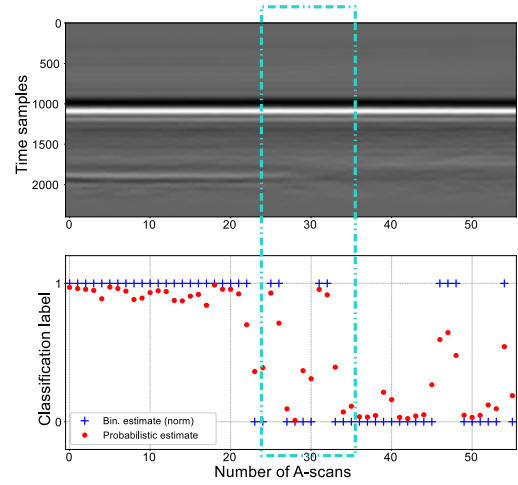 0
500
1000
1500
2000
Time samples
0 10 20 30 40 50
1
0
Classification label
Bin. estimate (norm)
Probabilistic estimate
0 10 20 30 40 50
Number of A-scans